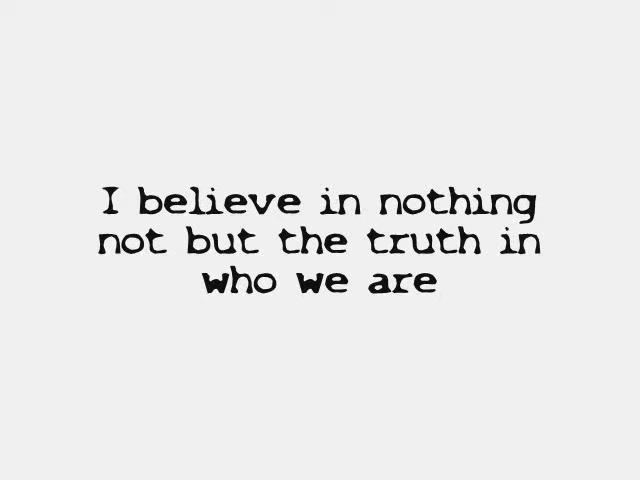 I believe in nothing
not but the truth in
who we are